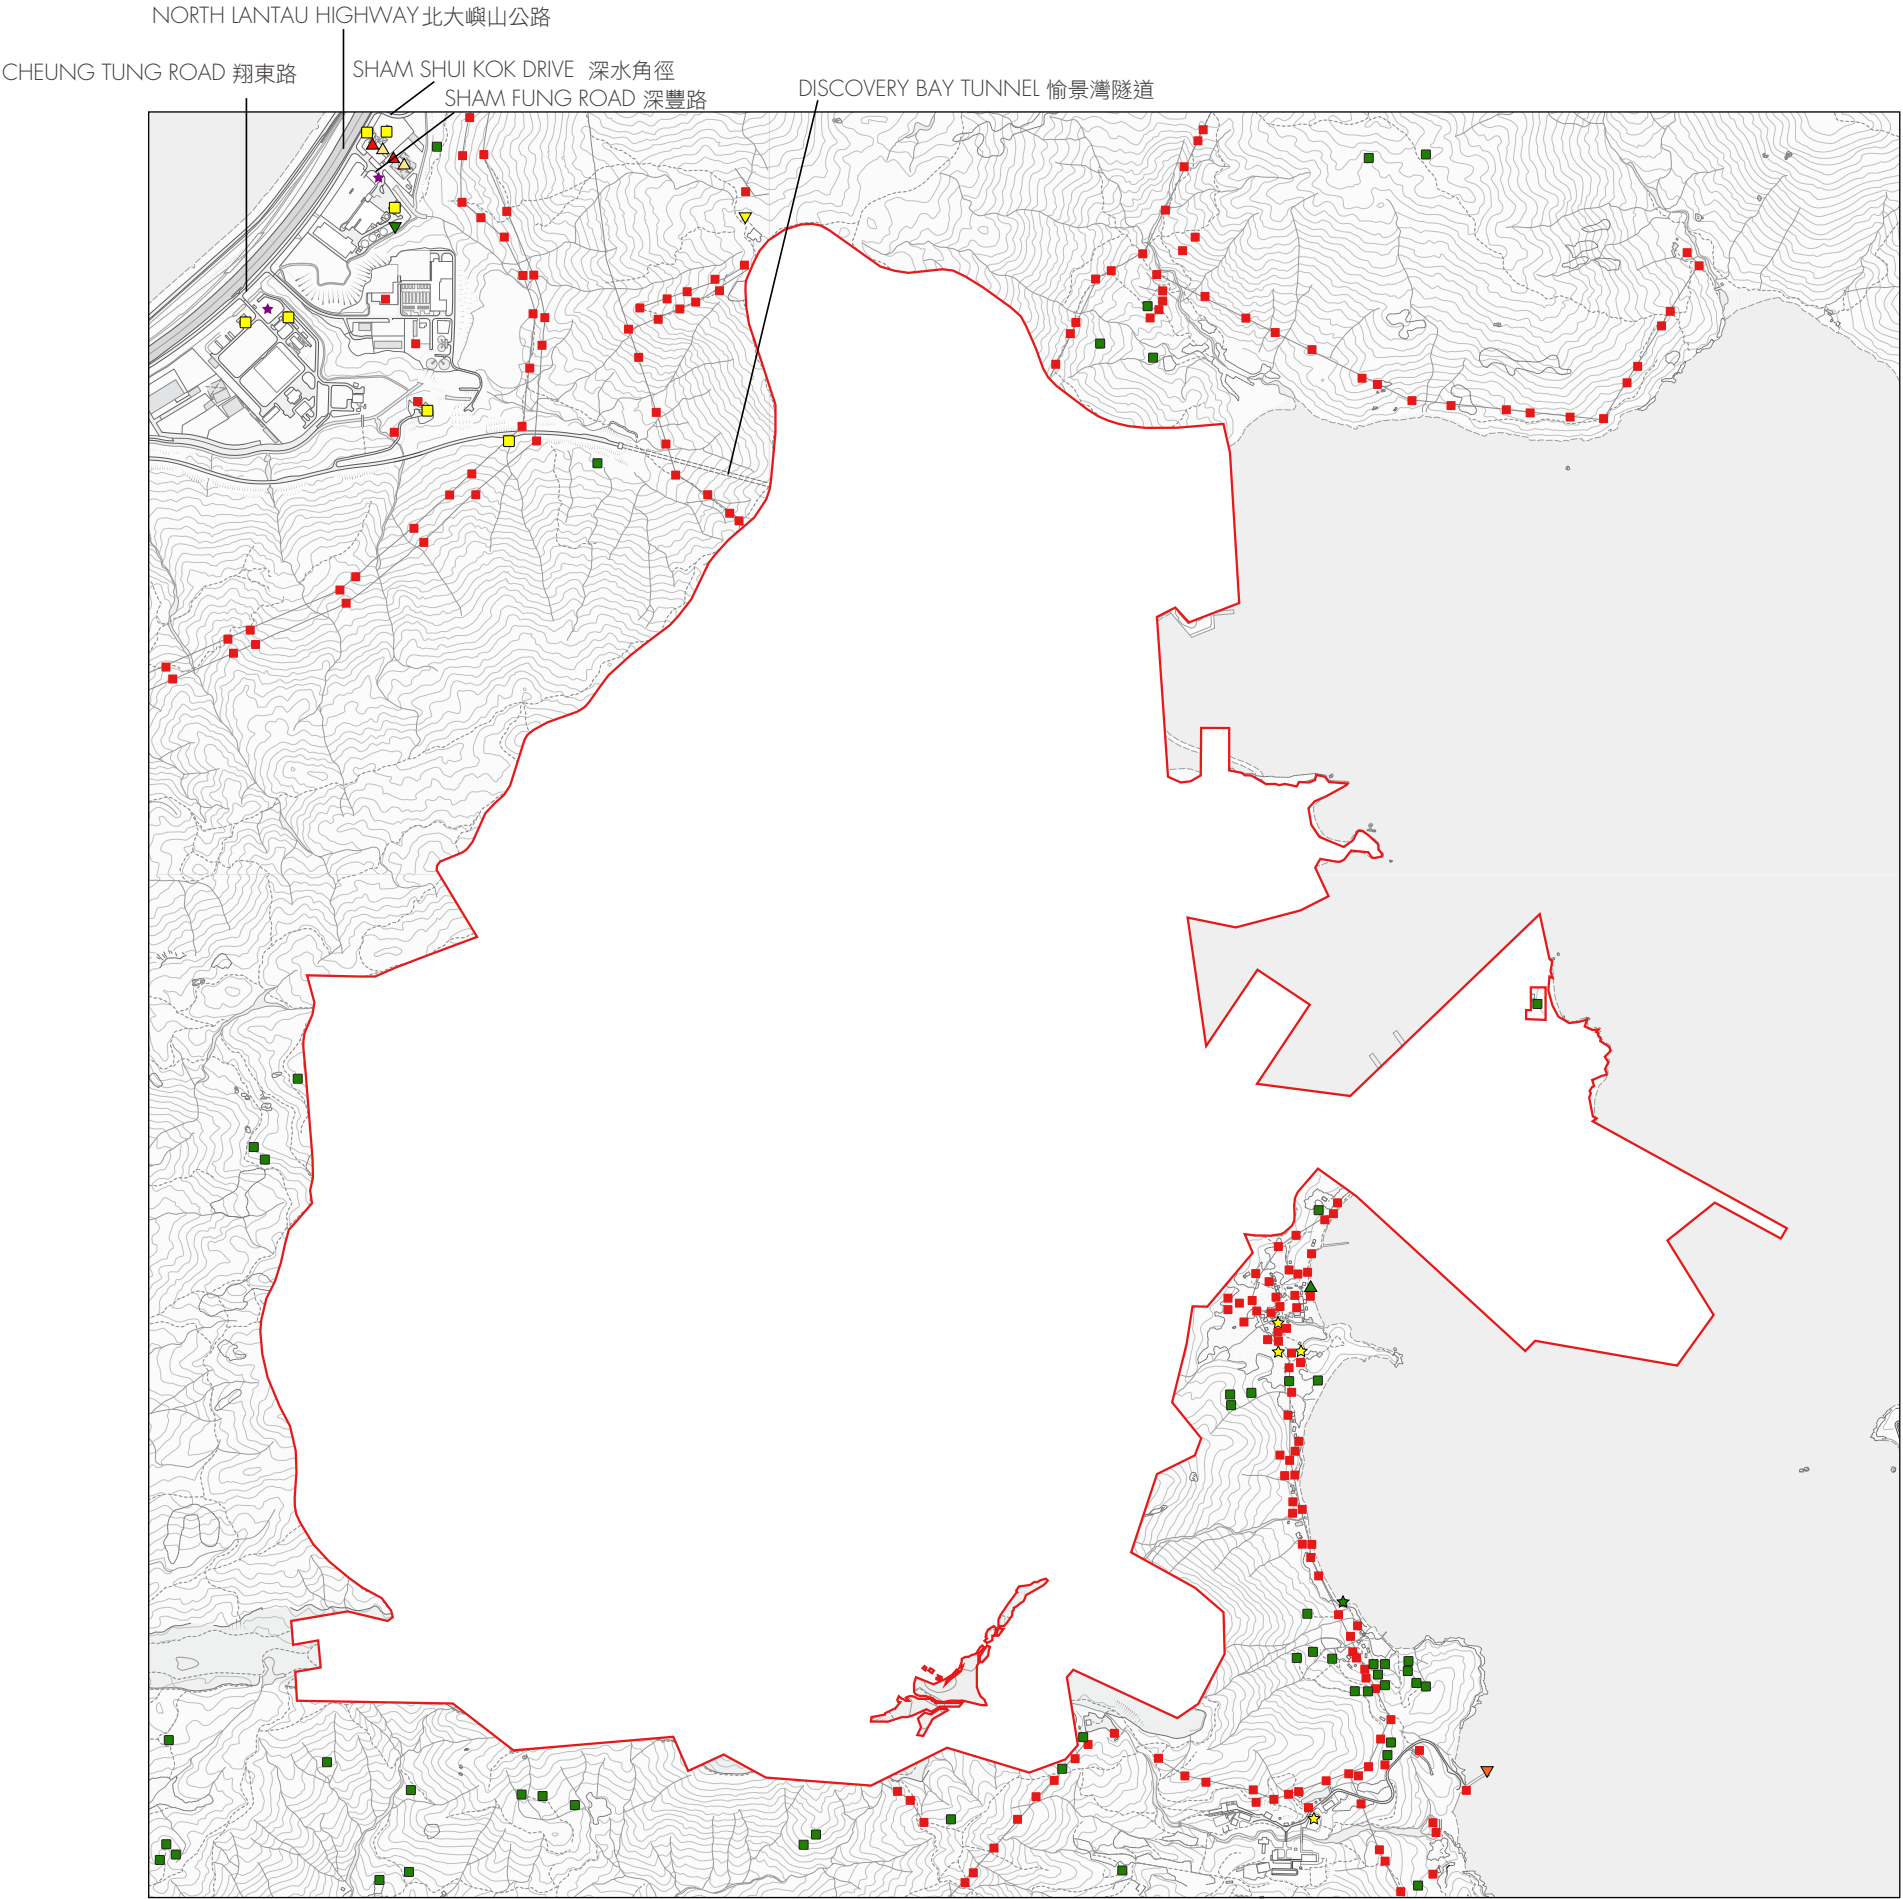 NORTH LANTAU HIGHWAY 北大嶼山公路
CHEUNG TUNG ROAD 翔東路
SHAM SHUI KOK DRIVE 深水角徑
SHAM FUNG ROAD 深豐路
DISCOVERY BAY TUNNEL 愉景灣隧道